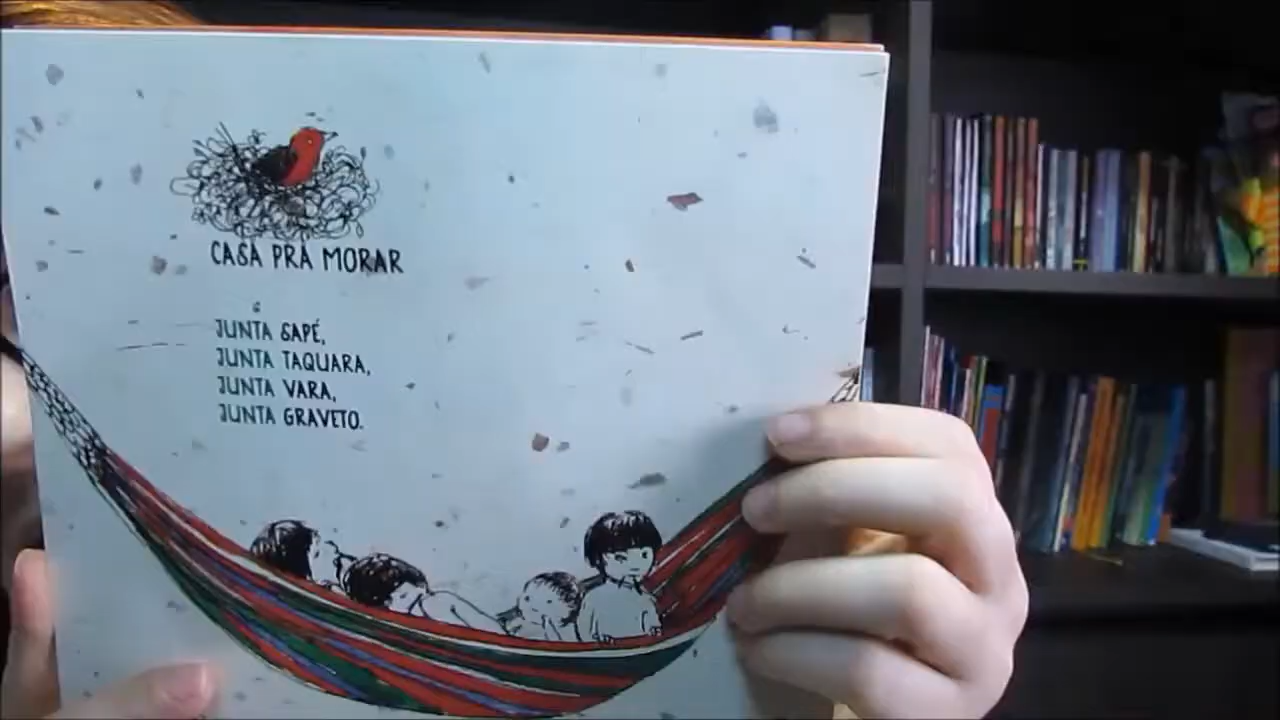 CASA PRA MORAR
JUNTA SAPÉ,
JUNTA TAQUARA,
JUNTA VARA,
JUNTA GRAVETO.